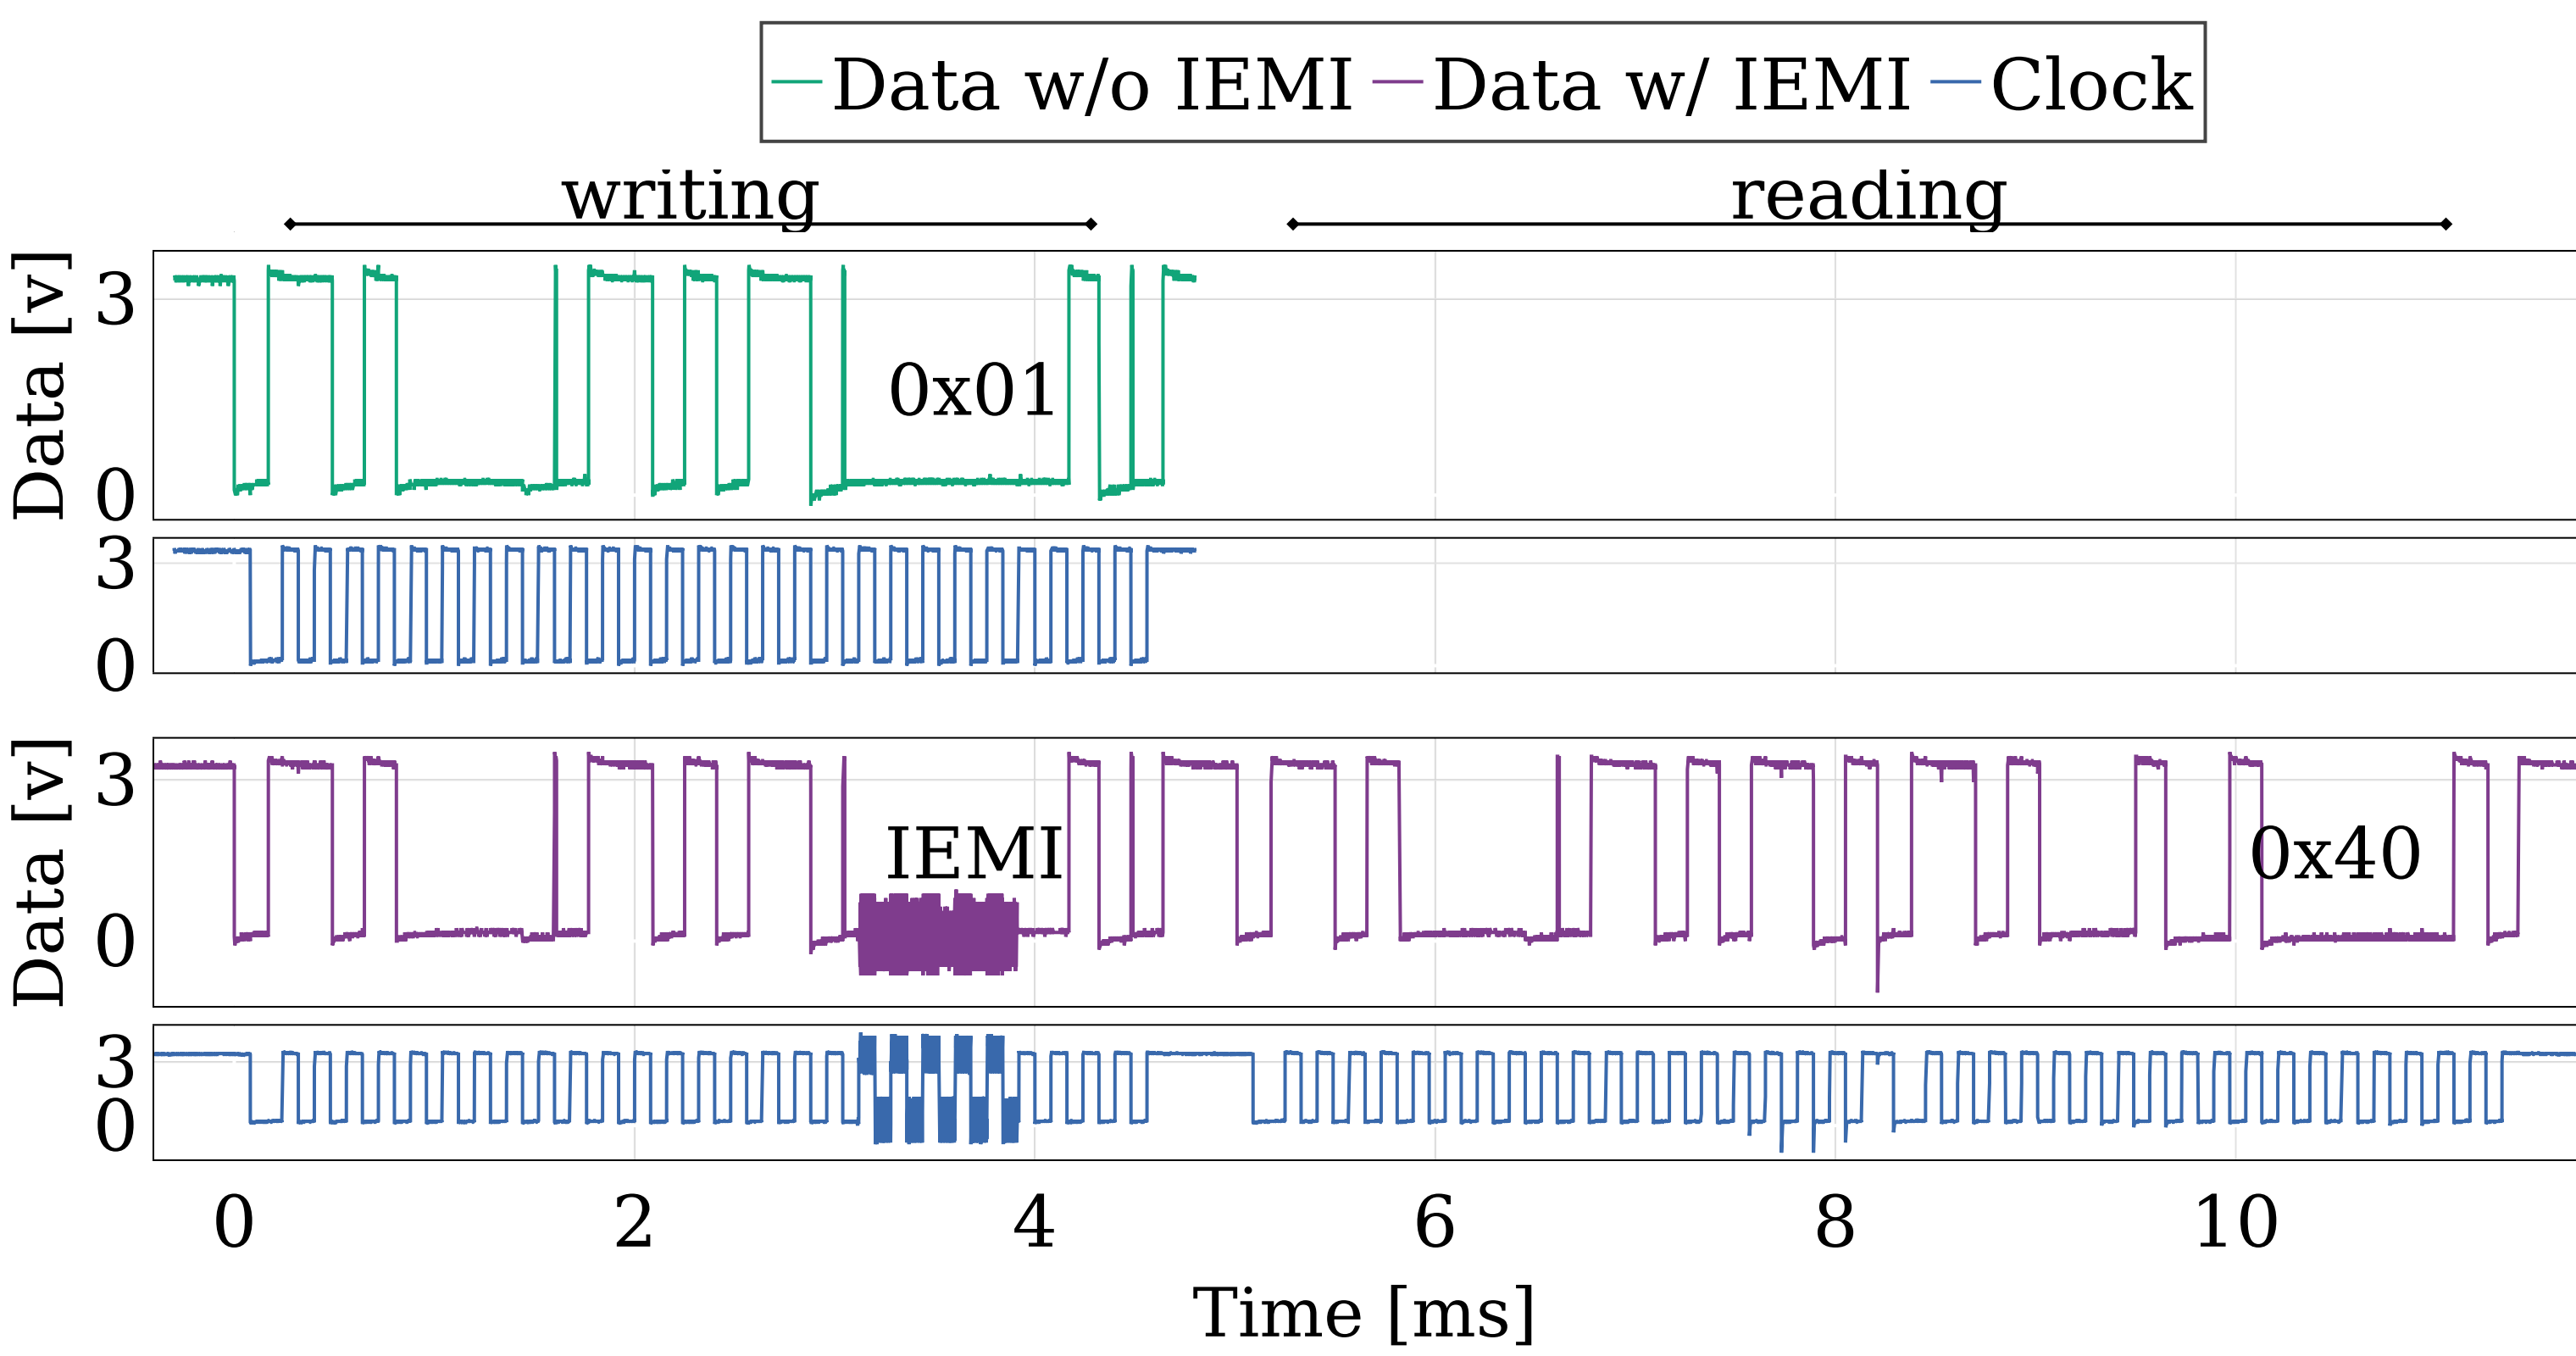 Data w/o IEMI Data w/ IEMI Clock
writing reading
Data [v]
3
0
0x01
3
0
Data [v]
3
0
IEMI
0x40
3
0
0 2 4 6 8 10
Time [ms]